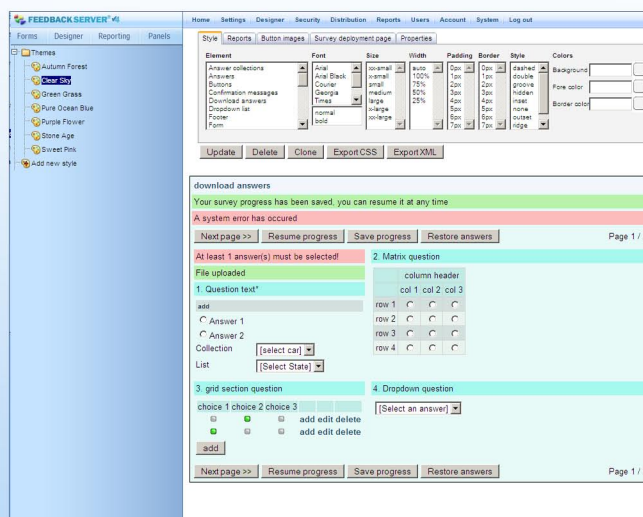 FEEDBACK SERVER
Home Settings Designer Security Distribution Reports Users Account System Log out
Forms Designer Reporting Panels
Themes
Autumn Forest
Clear Sky
Green Grass
Pure Ocean Blue
Purple Flower
Stone Age
Sweet Pink
Add new style
Style Reports Button images Survey deployment page Properties
Element Font Size Width Padding Border Style Colors
Answer collections
Answers
Buttons
Confirmation messages
Download answers
Dropdown list
Footer
Form
Arial
Arial Black
Courier
Georgia
Times
normal
bold
xx-small
x-small
small
medium
large
x-large
xx-large
auto
100%
75%
50%
25%
0px
1px
2px
3px
4px
5px
6px
7px
0px
1px
2px
3px
4px
5px
6px
7px
dashed
double
groove
hidden
inset
none
outset
ridge
Background
Fore color
Border color
Update Delete Clone Export CSS Export XML
download answers
Your survey progress has been saved, you can resume it at any time
A system error has occured
Next page >> Resume progress Save progress Restore answers Page 1 /
At least 1 answer(s) must be selected!
File uploaded
1. Question text*
add
Answer 1
Answer 2
Collection [select car]
List [Select State]
2. Matrix question
column header
col 1 col 2 col 3
row 1
row 2
row 3
row 4
3. grid section question
choice 1 choice 2 choice 3
add edit delete
add edit delete
add
4. Dropdown question
[Select an answer]
Next page >> Resume progress Save progress Restore answers Page 1 /